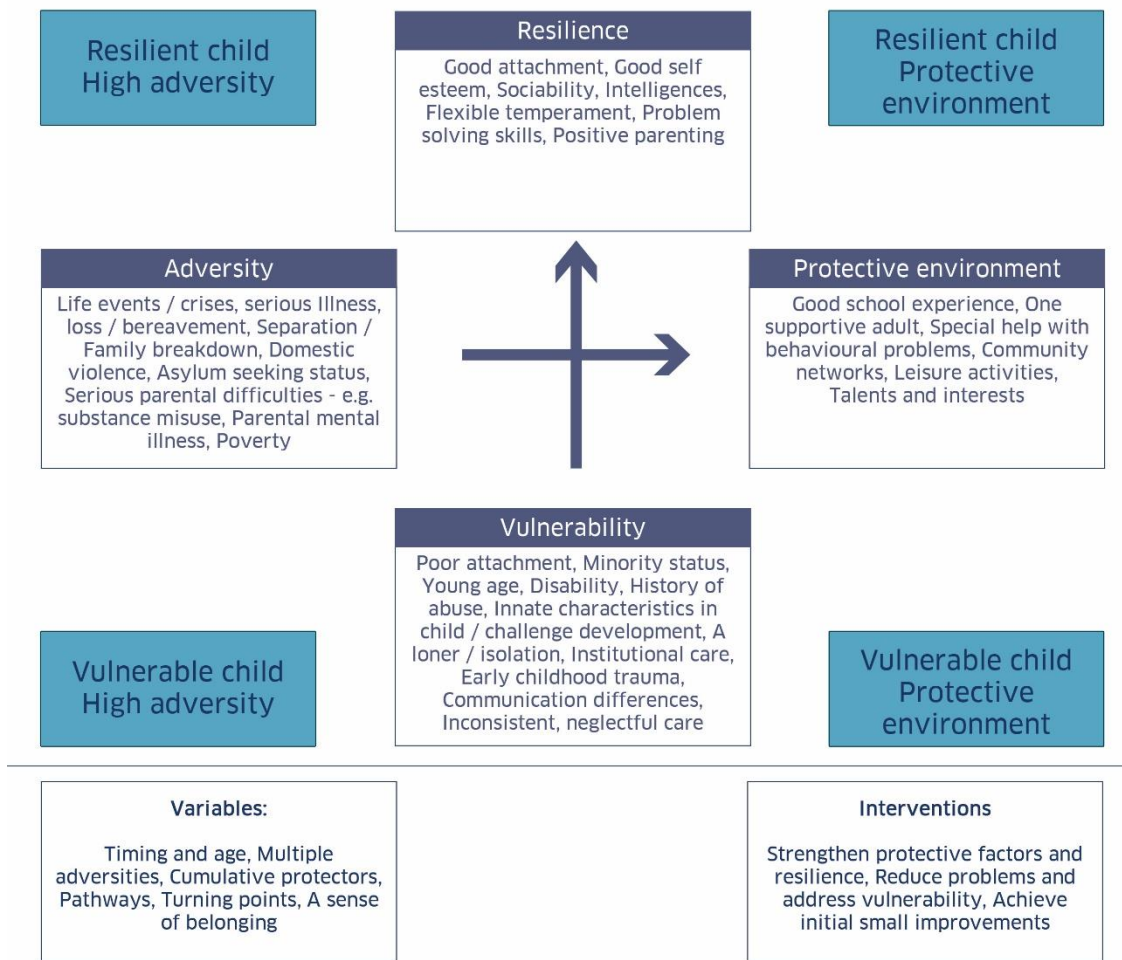 Resilient child
High adversity
Resilience
Good attachment, Good self
esteem, Sociability, Intelligences,
Flexible temperament, Problem
solving skills, Positive parenting
Resilient child
Protective
environment
Adversity
Life events / crises, serious Illness,
loss / bereavement, Separation /
Family breakdown, Domestic
violence, Asylum seeking status,
Serious parental difficulties - e.g.
substance misuse, Parental mental
illness, Poverty
Protective environment
Good school experience, One
supportive adult, Special help with
behavioural problems, Community
networks, Leisure activities,
Talents and interests
Vulnerability
Poor attachment, Minority status,
Young age, Disability, History of
abuse, Innate characteristics in
child / challenge development, A
loner / isolation, Institutional care,
Early childhood trauma,
Communication differences,
Inconsistent, neglectful care
Vulnerable child
High adversity
Vulnerable child
Protective
environment
Variables:
Timing and age, Multiple
adversities, Cumulative protectors,
Pathways, Turning points, A sense
of belonging
Interventions
Strengthen protective factors and
resilience, Reduce problems and
address vulnerability, Achieve
initial small improvements